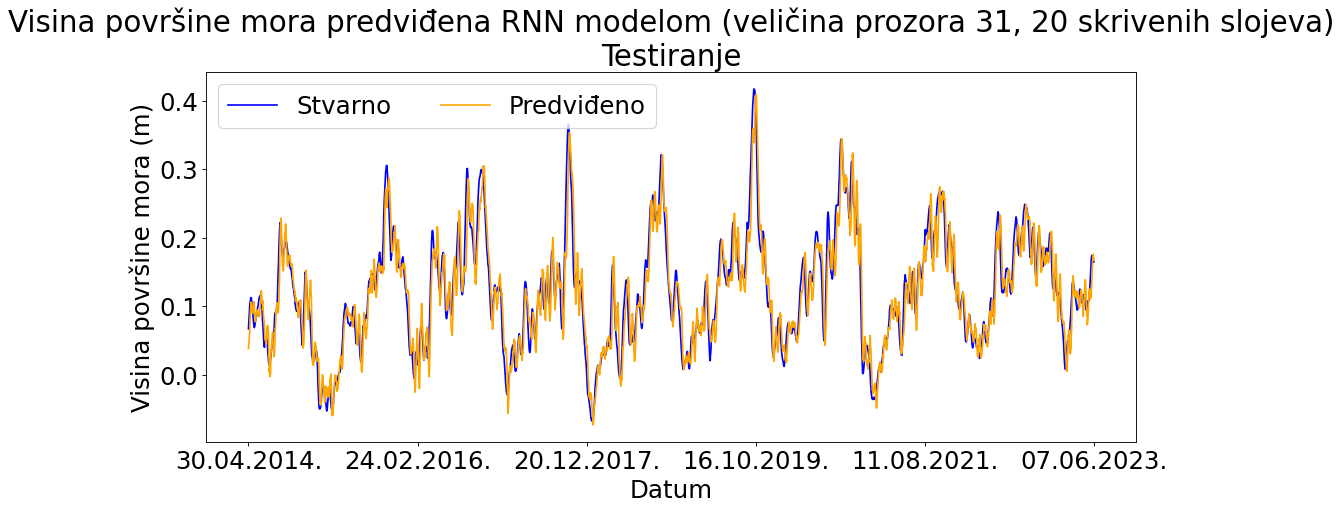 Visina površine mora predviđena RNN modelom (veličina prozora 31, 20 skrivenih slojeva)
Testiranje
Stvarno
Predviđeno
Visina površine mora (m)
0.4
0.3
0.2
0.1
0.0
30.04.2014.
24.02.2016.
20.12.2017.
16.10.2019.
11.08.2021.
07.06.2023.
Datum